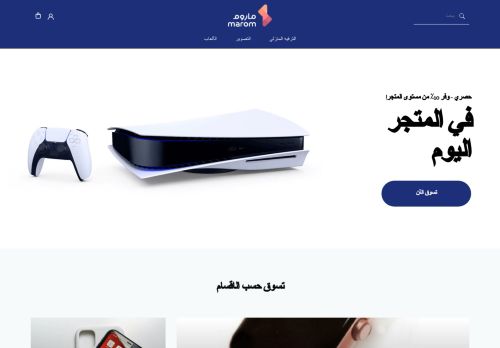 ماروم
marom
بحث
الترفيه المنزلي
التصوير
الألعاب
حصري - وفر ٥٠٪ من مستوى المتجر!
في المتجر
اليوم
تسوق الآن
تسوق حسب الأقسام